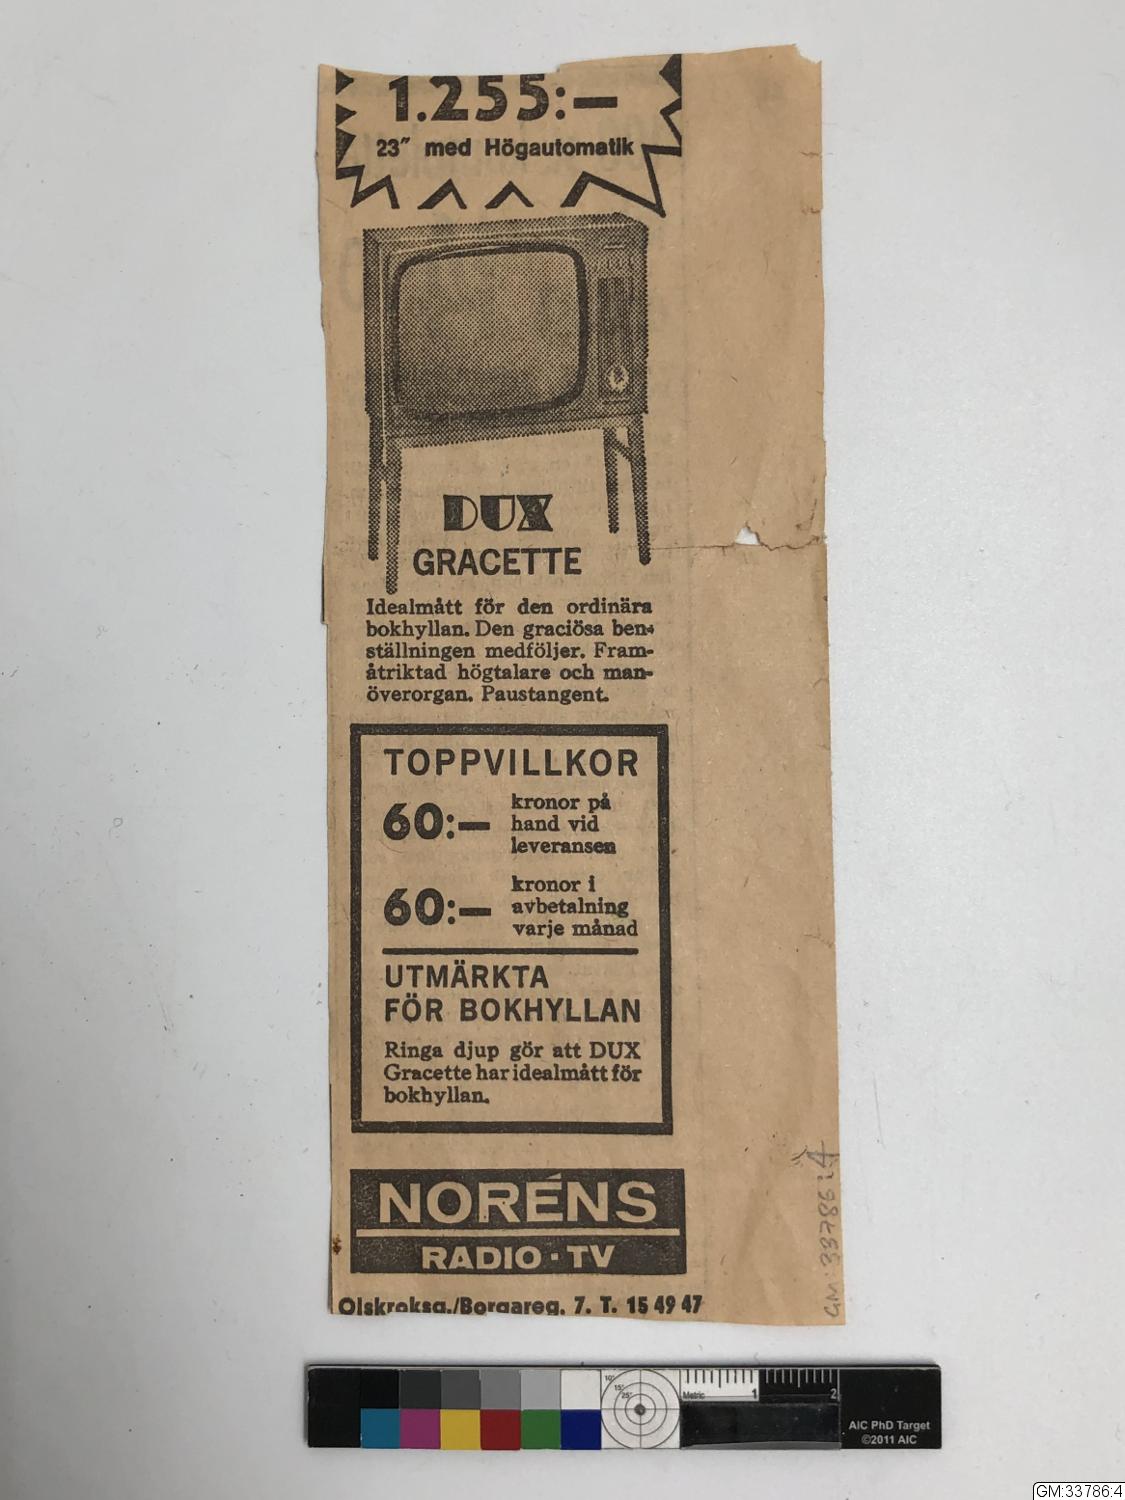 1.255:—
23″ med Högautomatik
DUX
GRACETTE
Idealmått för den ordinära
bokhyllan. Den graciösa ben-
ställningen medföljer. Fram-
åtriktad högtalare och man-
överorgan. Paustangent.
TOPPVILLKOR
60:— kronor på
hand vid
leveransen
60:— kronor i
avbetalning
varje månad
UTMÄRKTA
FÖR BOKHYLLAN
Ringa djup gör att DUX
Gracette har idealmått för
bokhyllan.
NORÉNS
RADIO · TV
Olskroksg./Borgareg. 7. T. 15 49 47
GM:33786:4
10°
15°
25°
Metric
1
2
AIC PhD Target
©2011 AIC
GM:33786:4